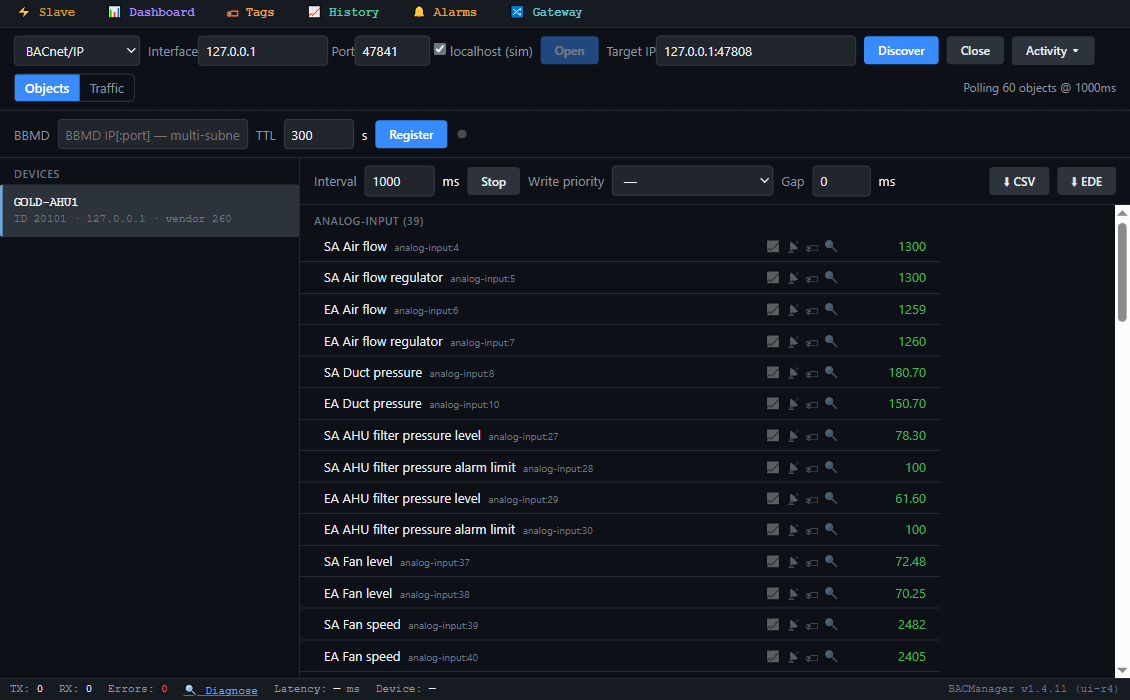 Slave Dashboard Tags History Alarms Gateway
BACnet/IP Interface 127.0.0.1 Port 47841 localhost (sim) Open Target IP 127.0.0.1:47808 Discover Close Activity
Objects Traffic Polling 60 objects @ 1000ms
BBMD BBMD IP[:port] — multi-subne TTL 300 s Register
DEVICES
GOLD-AHU1
ID 20101 · 127.0.0.1 · vendor 260
Interval 1000 ms Stop Write priority — Gap 0 ms CSV EDE
ANALOG-INPUT (39)
SA Air flow analog-input:4 1300
SA Air flow regulator analog-input:5 1300
EA Air flow analog-input:6 1259
EA Air flow regulator analog-input:7 1260
SA Duct pressure analog-input:8 180.70
EA Duct pressure analog-input:10 150.70
SA AHU filter pressure level analog-input:27 78.30
SA AHU filter pressure alarm limit analog-input:28 100
EA AHU filter pressure level analog-input:29 61.60
EA AHU filter pressure alarm limit analog-input:30 100
SA Fan level analog-input:37 72.48
EA Fan level analog-input:38 70.25
SA Fan speed analog-input:39 2482
EA Fan speed analog-input:40 2405
TX: 0 RX: 0 Errors: 0 Diagnose Latency: — ms Device: — BACManager v1.4.11 (ui-r4)